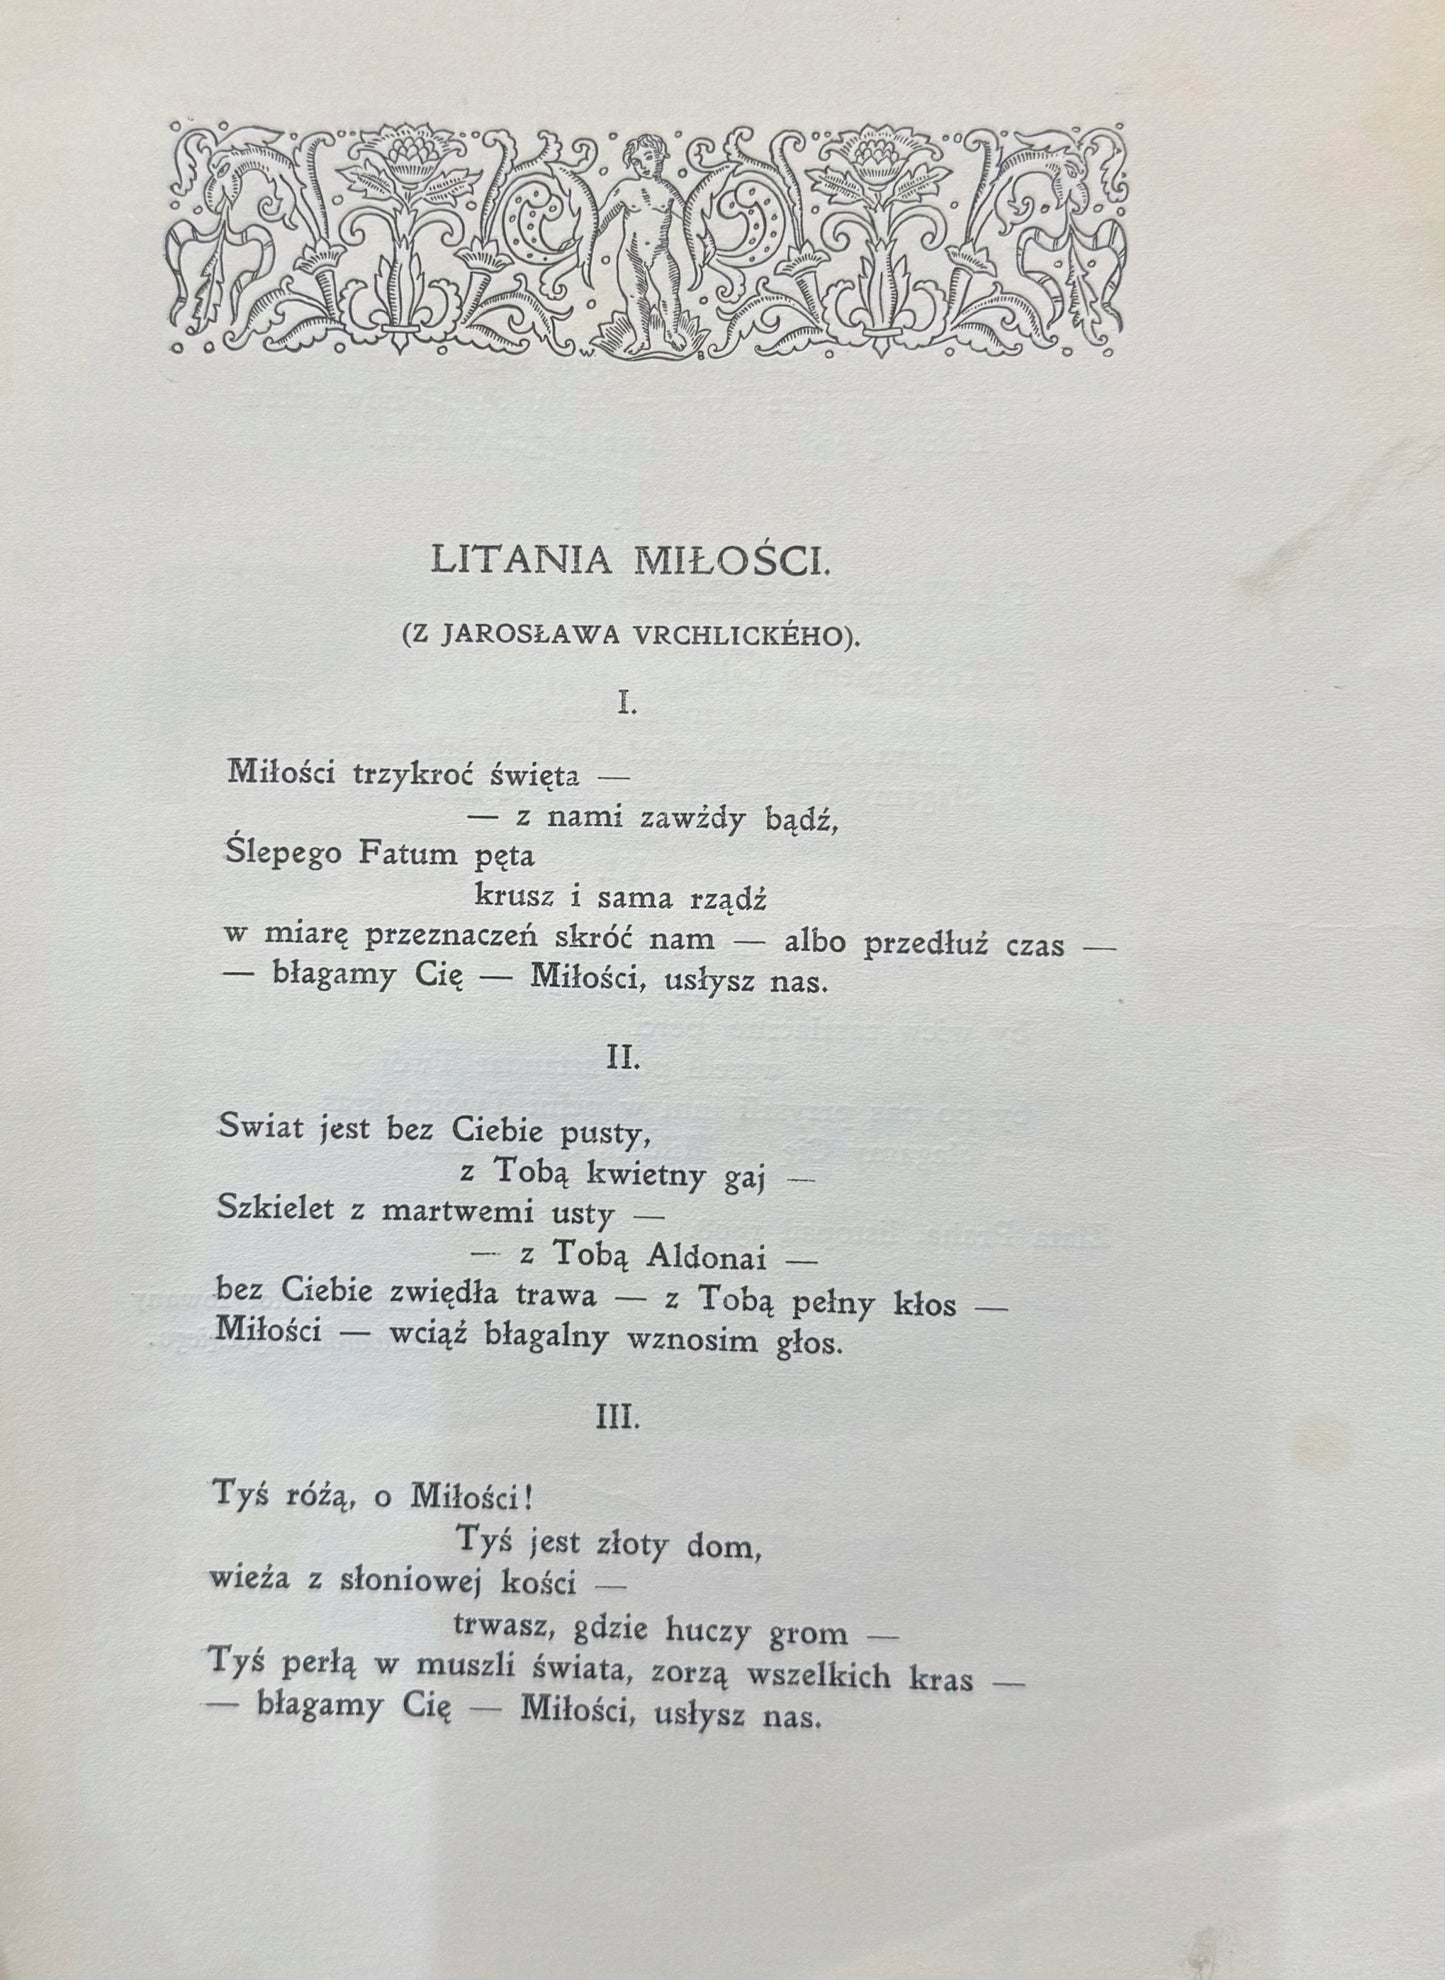 LITANIA MIŁOŚCI.
(Z JAROSŁAWA VRCHLICKÉHO).
I.
Miłości trzykroć święta —
— z nami zawżdy bądź,
Ślepego Fatum pęta
krusz i sama rządź
w miarę przeznaczeń skróć nam — albo przedłuż czas —
— błagamy Cię — Miłości, usłysz nas.
II.
Swiat jest bez Ciebie pusty,
z Tobą kwietny gaj —
Szkielet z martwemi usty —
— z Tobą Aldonai —
bez Ciebie zwiędła trawa — z Tobą pełny kłos —
Miłości — wciąż błagalny wznosim głos.
III.
Tyś różą, o Miłości!
Tyś jest złoty dom,
wieża z słoniowej kości —
trwasz, gdzie huczy grom —
Tyś perłą w muszli świata, zorzą wszelkich kras —
— błagamy Cię — Miłości, usłysz nas.